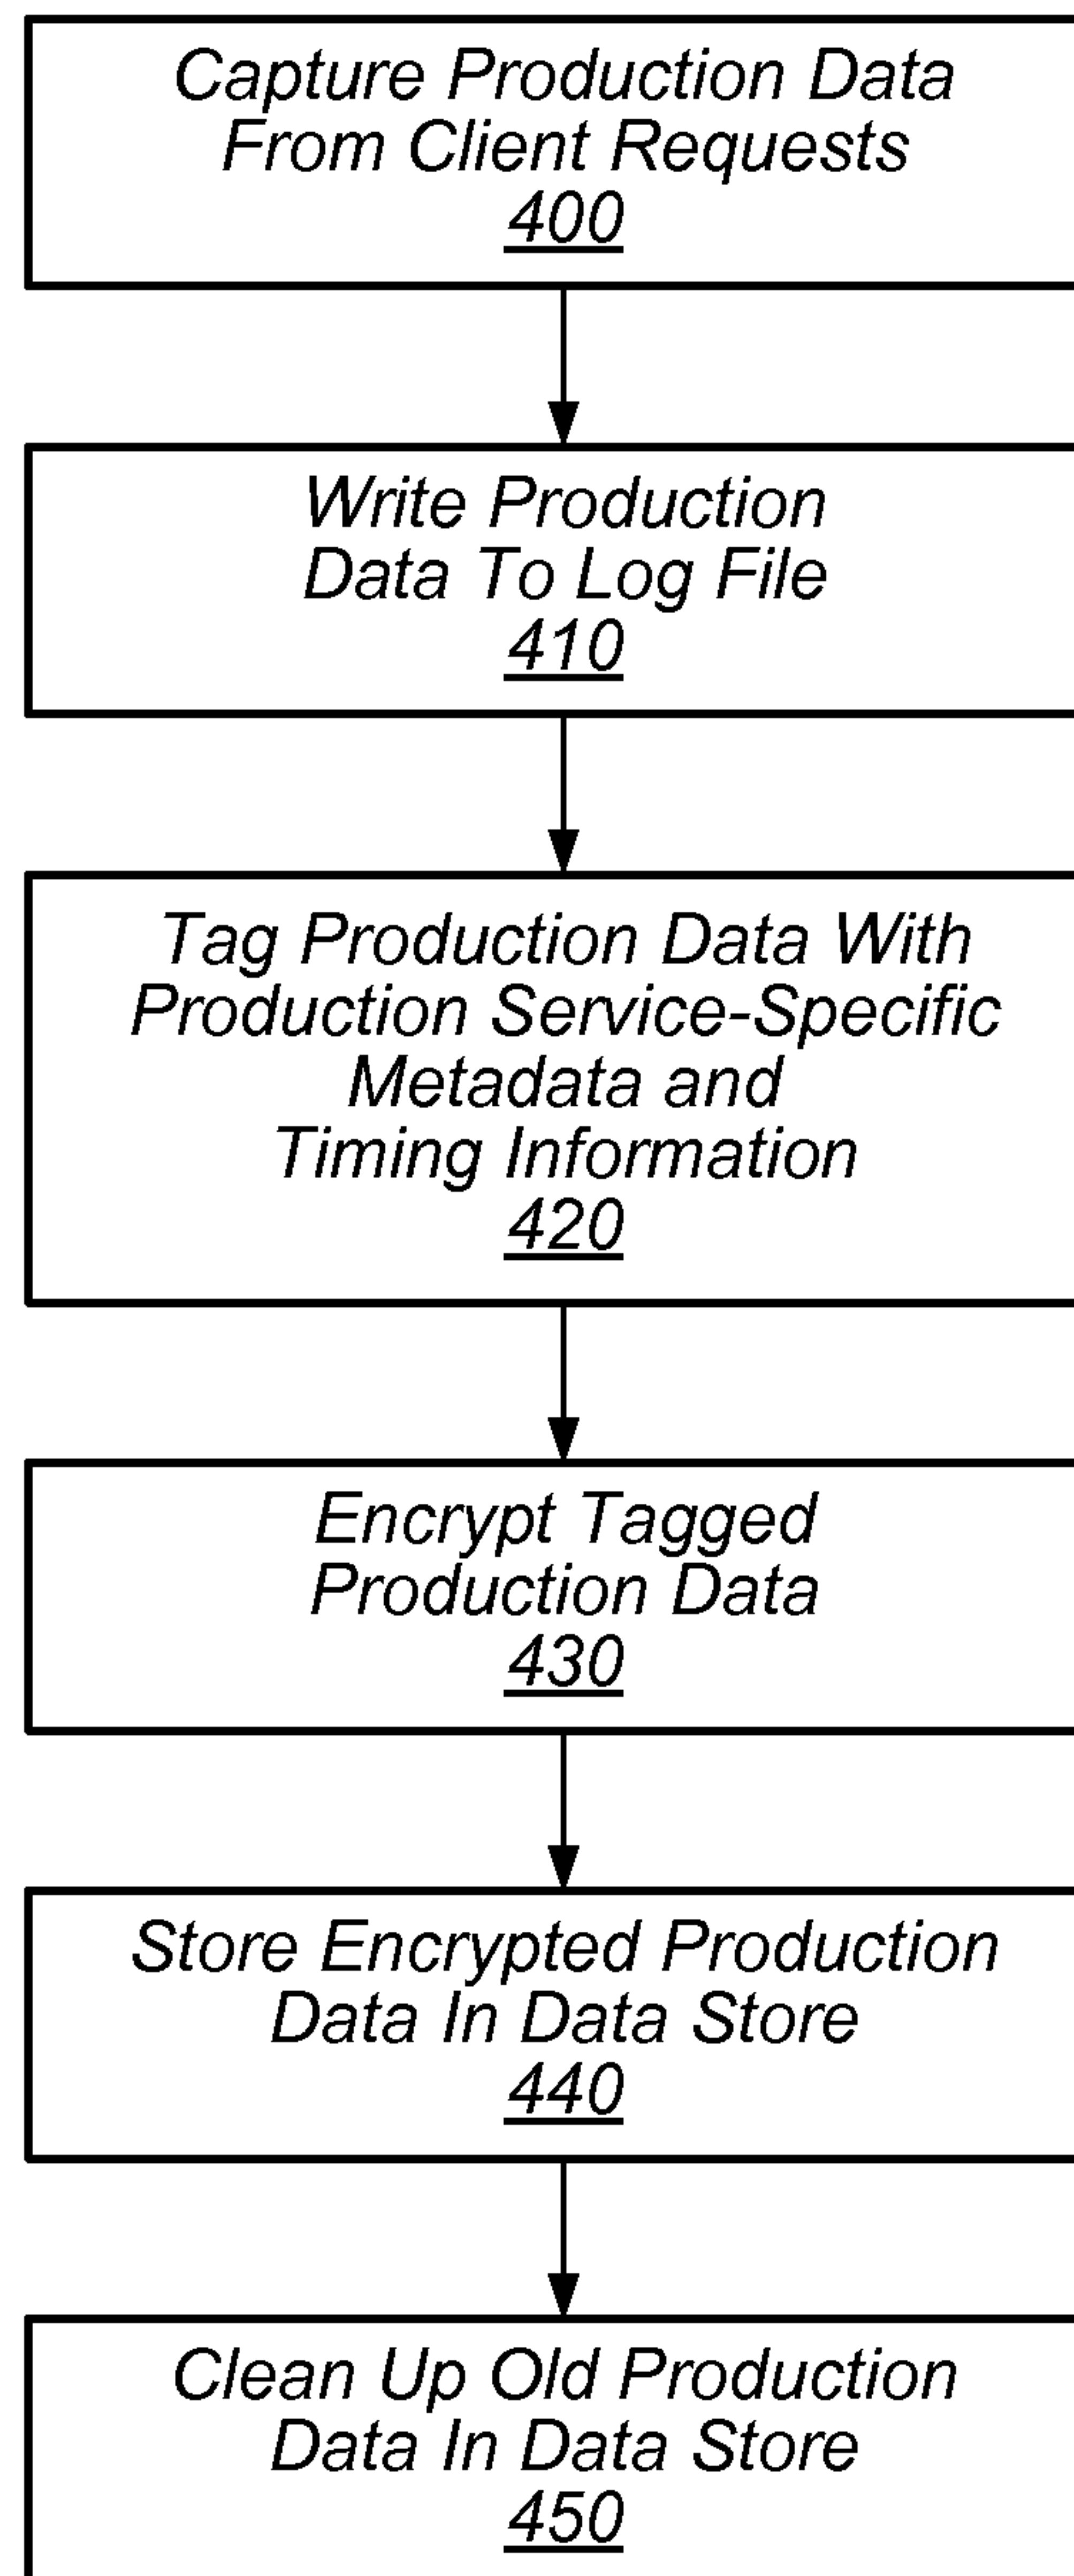 Capture Production Data
From Client Requests
400
Write Production
Data To Log File
410
Tag Production Data With
Production Service-Specific
Metadata and
Timing Information
420
Encrypt Tagged
Production Data
430
Store Encrypted Production
Data In Data Store
440
Clean Up Old Production
Data In Data Store
450